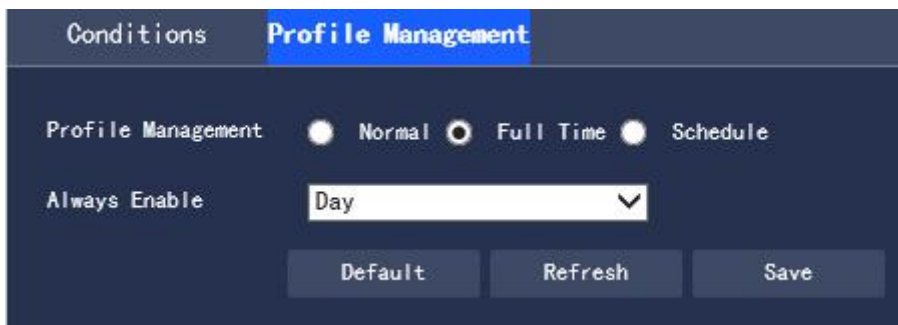 Conditions Profile Management
Profile Management Normal Full Time Schedule
Always Enable Day
Default Refresh Save